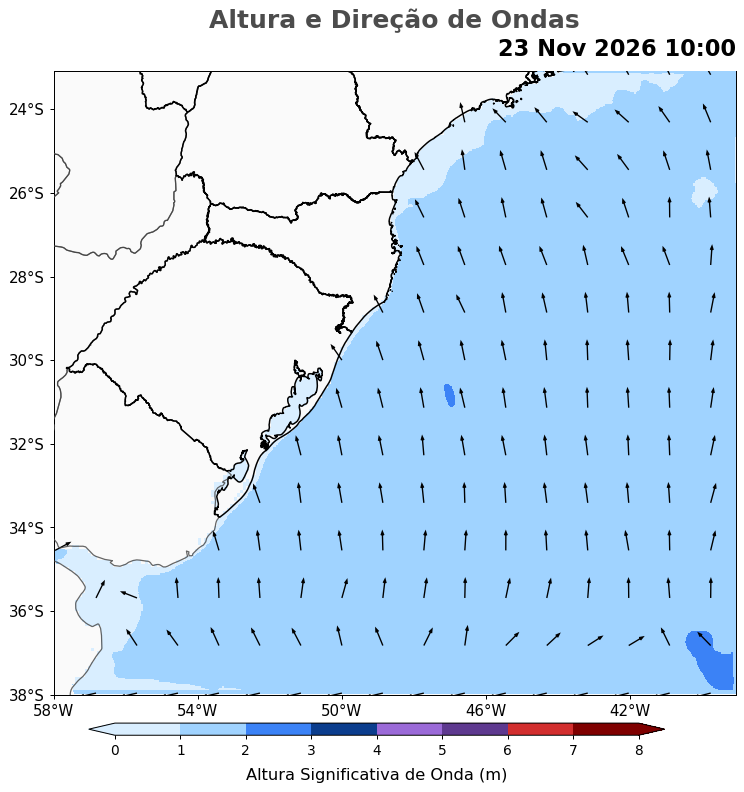 Altura e Direção de Ondas
23 Nov 2026 10:00
24°S
26°S
28°S
30°S
32°S
34°S
36°S
38°S
58°W 54°W 50°W 46°W 42°W
0 1 2 3 4 5 6 7 8
Altura Significativa de Onda (m)